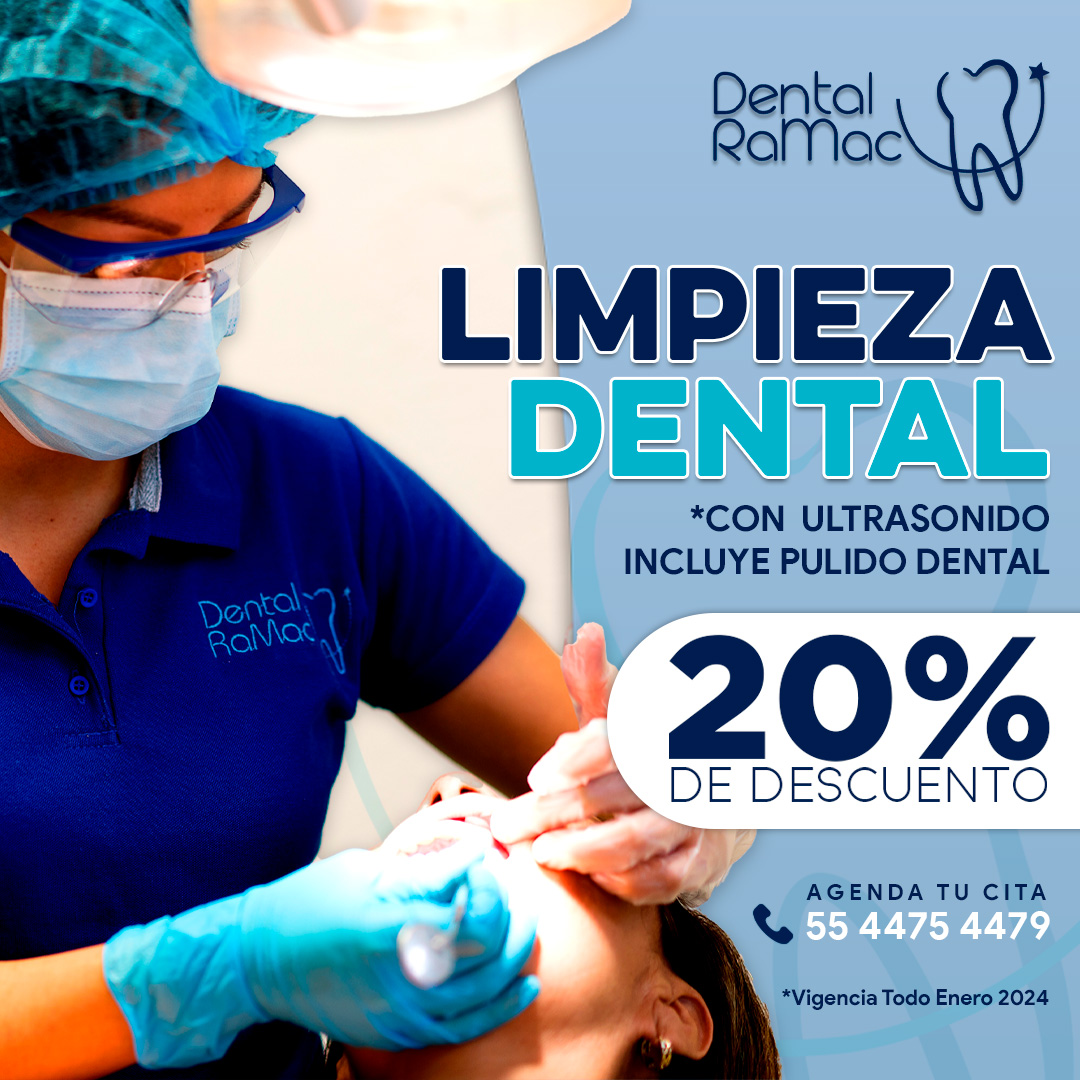 Dental
RaMac
LIMPIEZA
DENTAL
*CON ULTRASONIDO
INCLUYE PULIDO DENTAL
Dental
RaMac
20%
DE DESCUENTO
AGENDA TU CITA
55 4475 4479
*Vigencia Todo Enero 2024